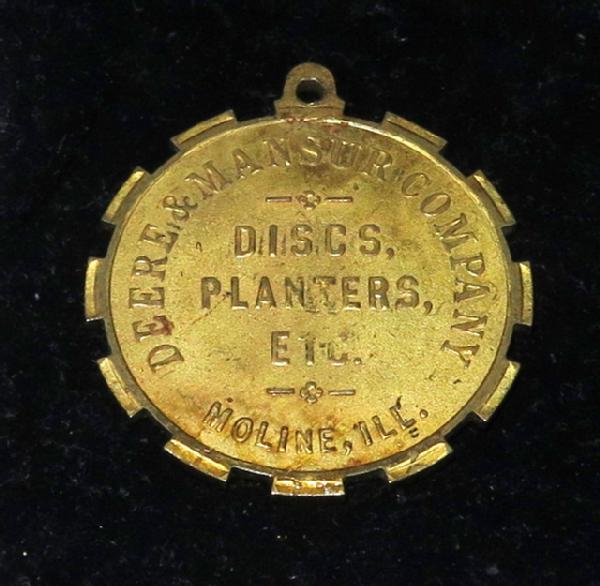 DEERE & MANSUR COMPANY
DISCS,
PLANTERS,
ETC.
MOLINE, ILL.